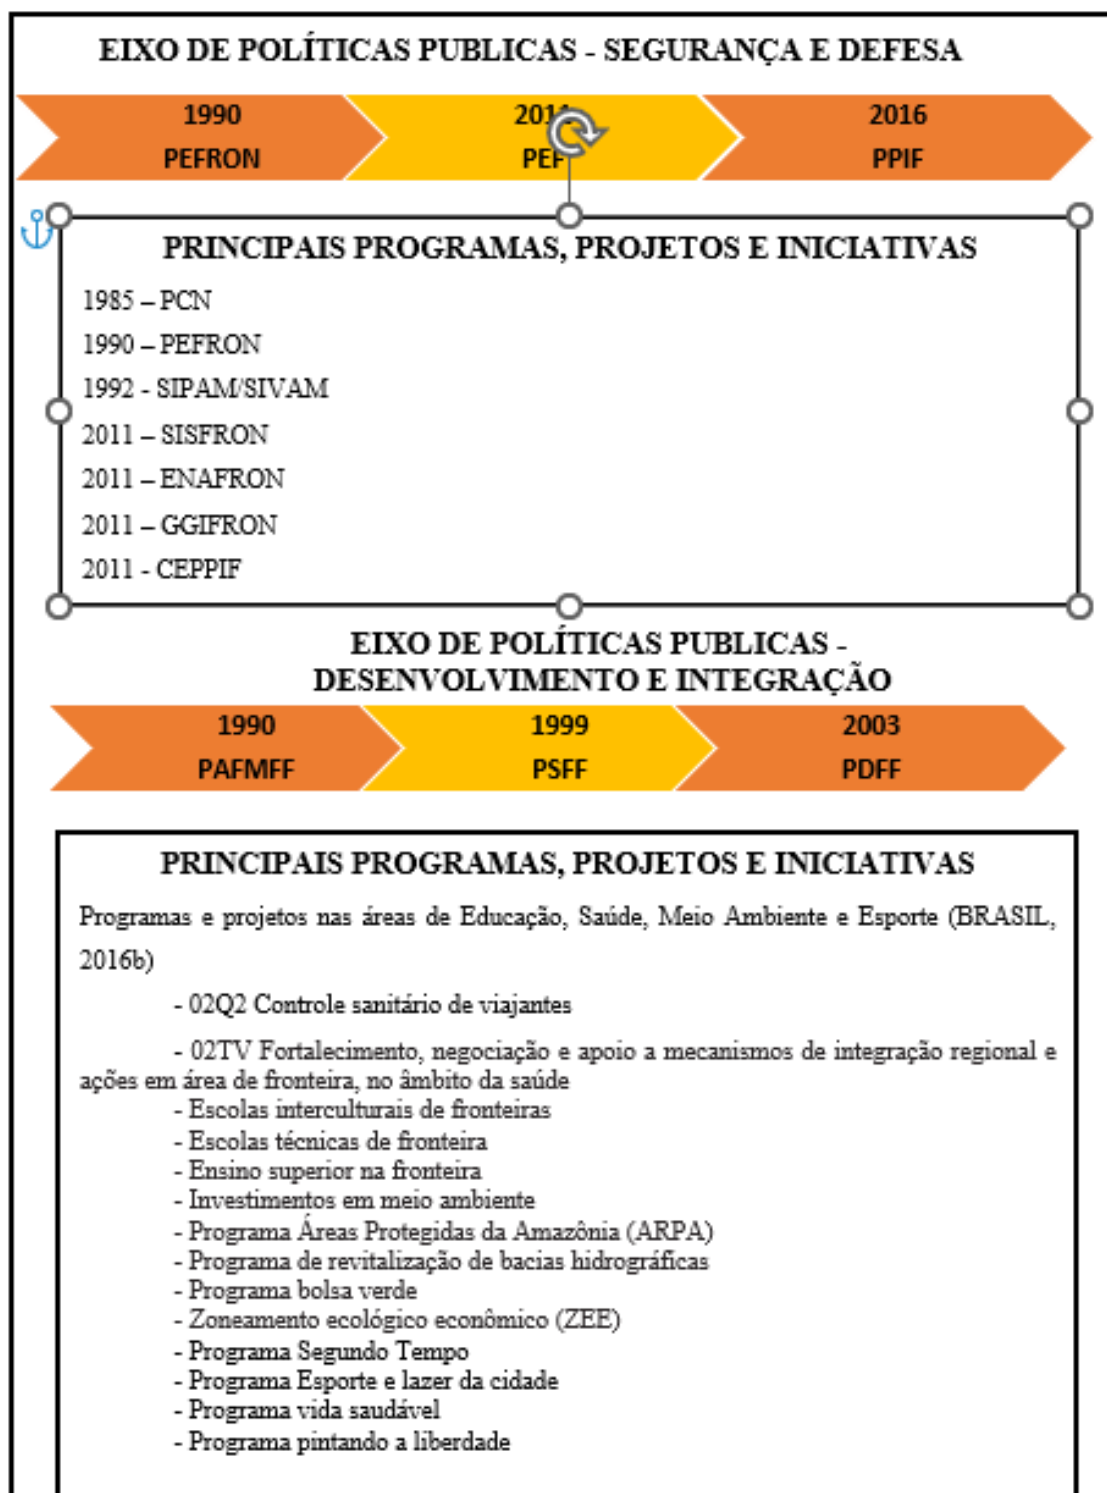 EIXO DE POLÍTICAS PUBLICAS - SEGURANÇA E DEFESA
1990
PEFRON
2011
PEF
2016
PPIF
PRINCIPAIS PROGRAMAS, PROJETOS E INICIATIVAS
1985 – PCN
1990 – PEFRON
1992 - SIPAM/SIVAM
2011 – SISFRON
2011 – ENAFRON
2011 – GGIFRON
2011 - CEPPIF
EIXO DE POLÍTICAS PUBLICAS -
DESENVOLVIMENTO E INTEGRAÇÃO
1990
PAFMFF
1999
PSFF
2003
PDFF
PRINCIPAIS PROGRAMAS, PROJETOS E INICIATIVAS
Programas e projetos nas áreas de Educação, Saúde, Meio Ambiente e Esporte (BRASIL,
2016b)
- 02Q2 Controle sanitário de viajantes
- 02TV Fortalecimento, negociação e apoio a mecanismos de integração regional e
ações em área de fronteira, no âmbito da saúde
- Escolas interculturais de fronteiras
- Escolas técnicas de fronteira
- Ensino superior na fronteira
- Investimentos em meio ambiente
- Programa Áreas Protegidas da Amazônia (ARPA)
- Programa de revitalização de bacias hidrográficas
- Programa bolsa verde
- Zoneamento ecológico econômico (ZEE)
- Programa Segundo Tempo
- Programa Esporte e lazer da cidade
- Programa vida saudável
- Programa pintando a liberdade